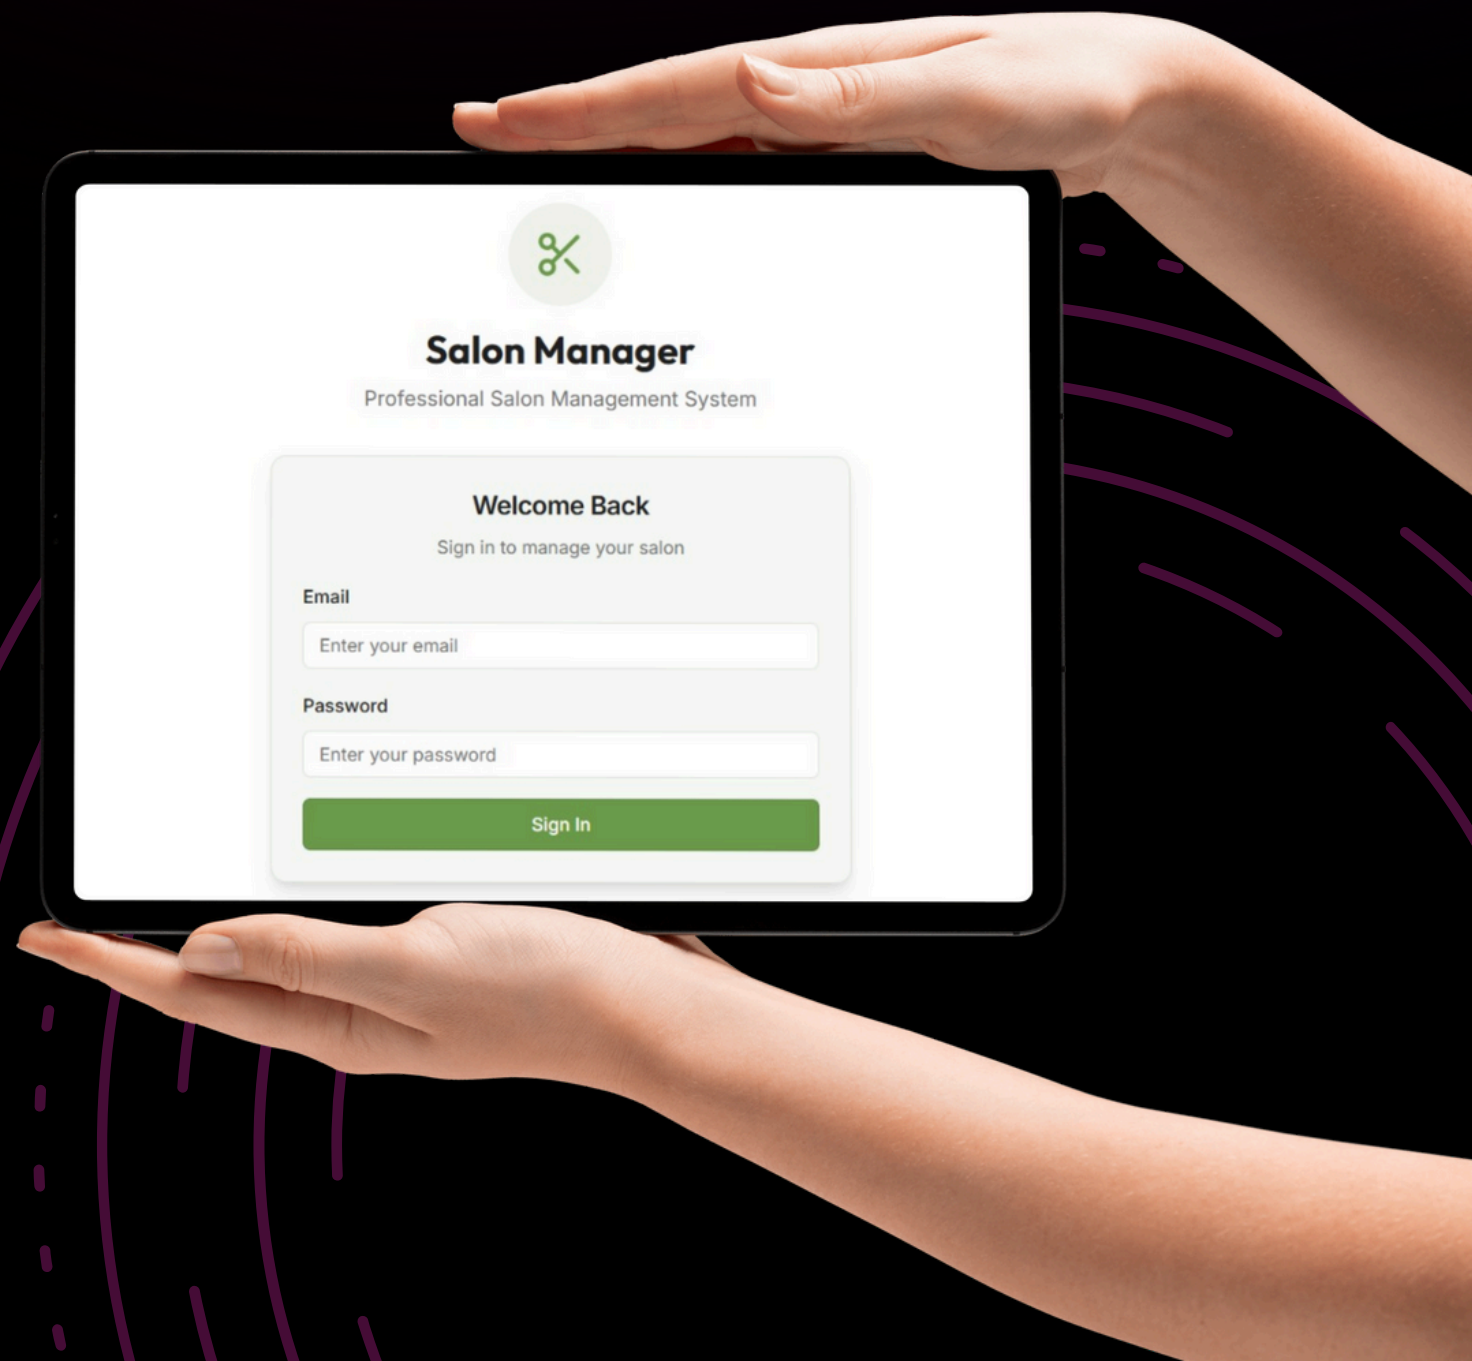 Salon Manager
Professional Salon Management System
Welcome Back
Sign in to manage your salon
Email
Enter your email
Password
Enter your password
Sign In